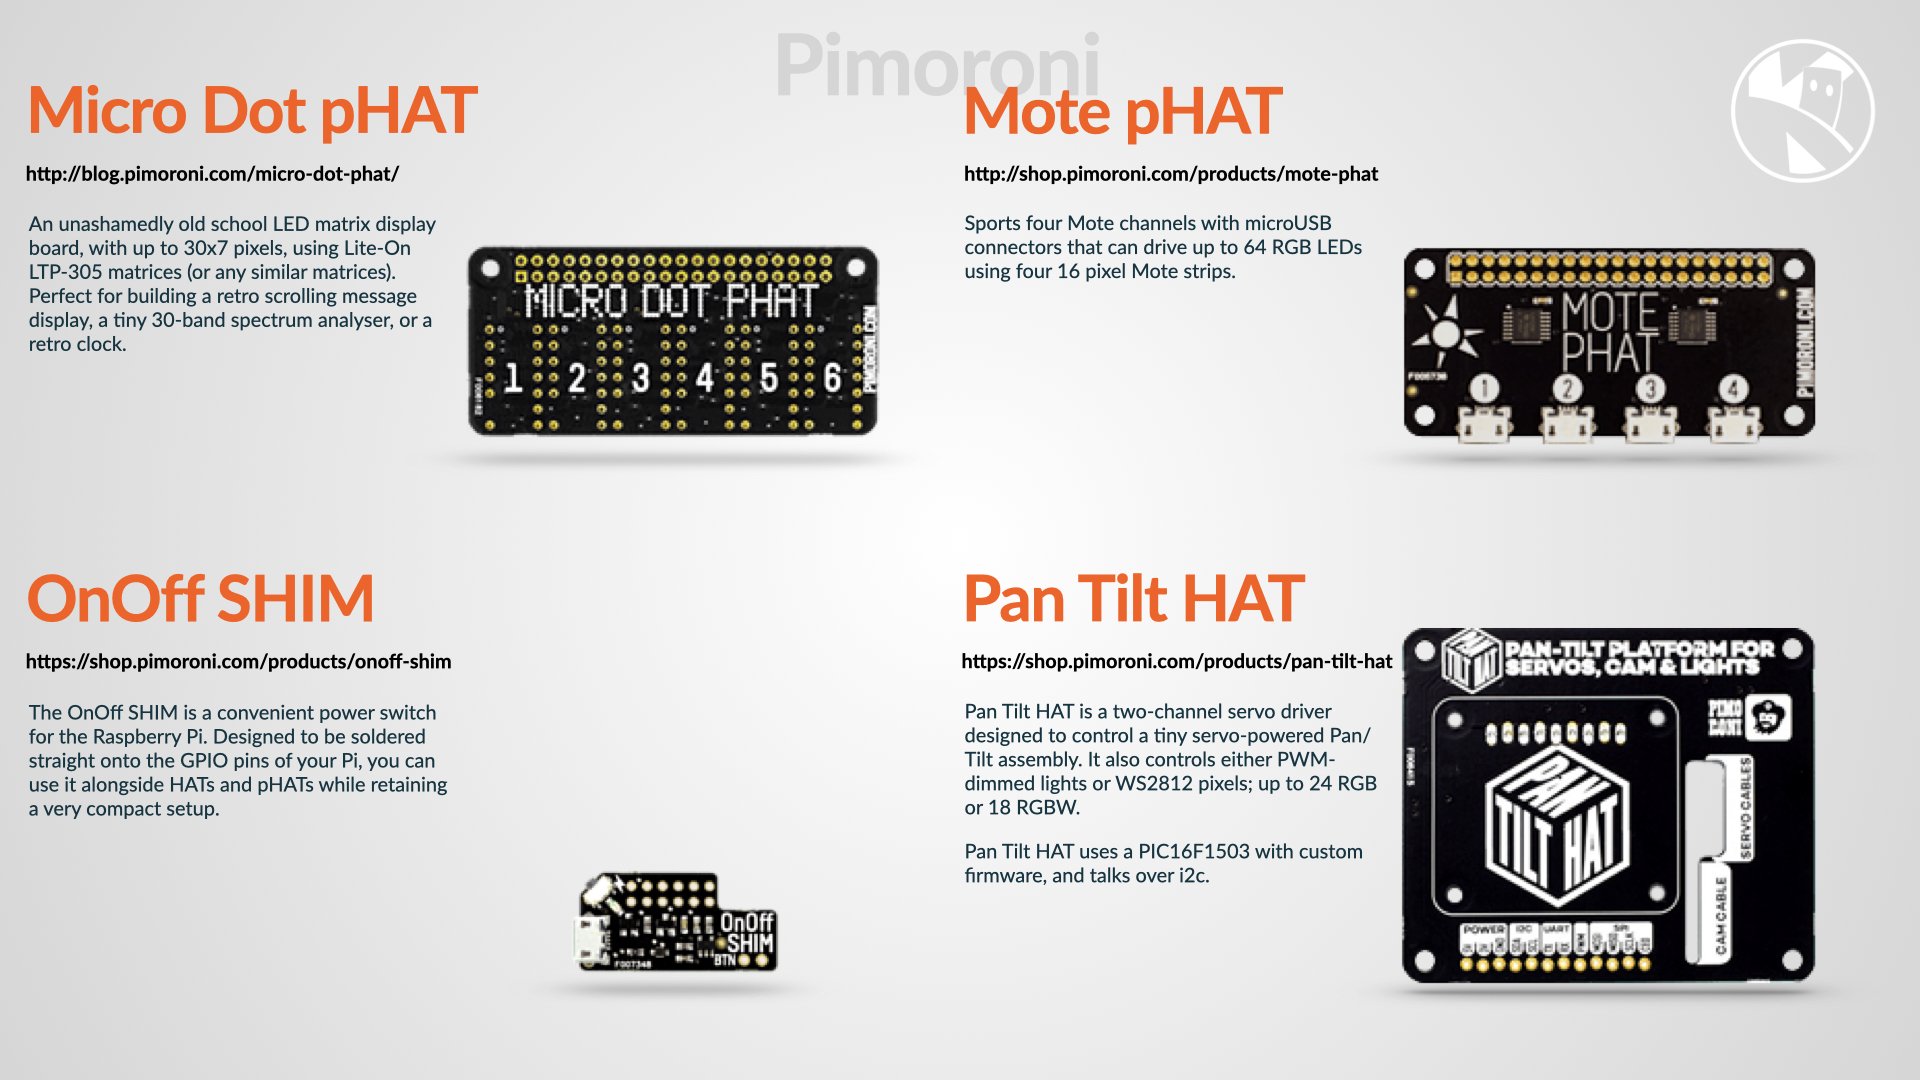 Pimoroni
Micro Dot pHAT
http://blog.pimoroni.com/micro-dot-phat/
An unashamedly old school LED matrix display
board, with up to 30x7 pixels, using Lite-On
LTP-305 matrices (or any similar matrices).
Perfect for building a retro scrolling message
display, a tiny 30-band spectrum analyser, or a
retro clock.
MICRO DOT PHAT
1 2 3 4 5 6
PIMORONI.COM
Mote pHAT
http://shop.pimoroni.com/products/mote-phat
Sports four Mote channels with microUSB
connectors that can drive up to 64 RGB LEDs
using four 16 pixel Mote strips.
MOTE
PHAT
1 2 3 4
PIMORONI.COM
OnOff SHIM
https://shop.pimoroni.com/products/onoff-shim
The OnOff SHIM is a convenient power switch
for the Raspberry Pi. Designed to be soldered
straight onto the GPIO pins of your Pi, you can
use it alongside HATs and pHATs while retaining
a very compact setup.
OnOff
SHIM
BTN
Pan Tilt HAT
https://shop.pimoroni.com/products/pan-tilt-hat
Pan Tilt HAT is a two-channel servo driver
designed to control a tiny servo-powered Pan/
Tilt assembly. It also controls either PWM-
dimmed lights or WS2812 pixels; up to 24 RGB
or 18 RGBW.
Pan Tilt HAT uses a PIC16F1503 with custom
firmware, and talks over i2c.
PAN
TILT HAT
PAN-TILT PLATFORM FOR
SERVOS, CAM & LIGHTS
PIMO
RONI
PAN
TILT HAT
SERVO CABLES
CAM CABLE
POWER I2C UART SPI